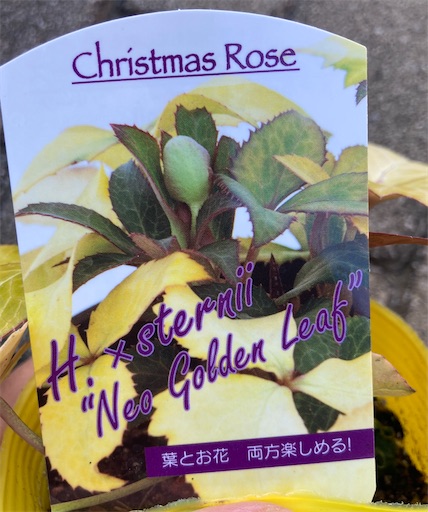 Christmas Rose
H. × sternii
"Neo Golden Leaf"
葉とお花 両方楽しめる!